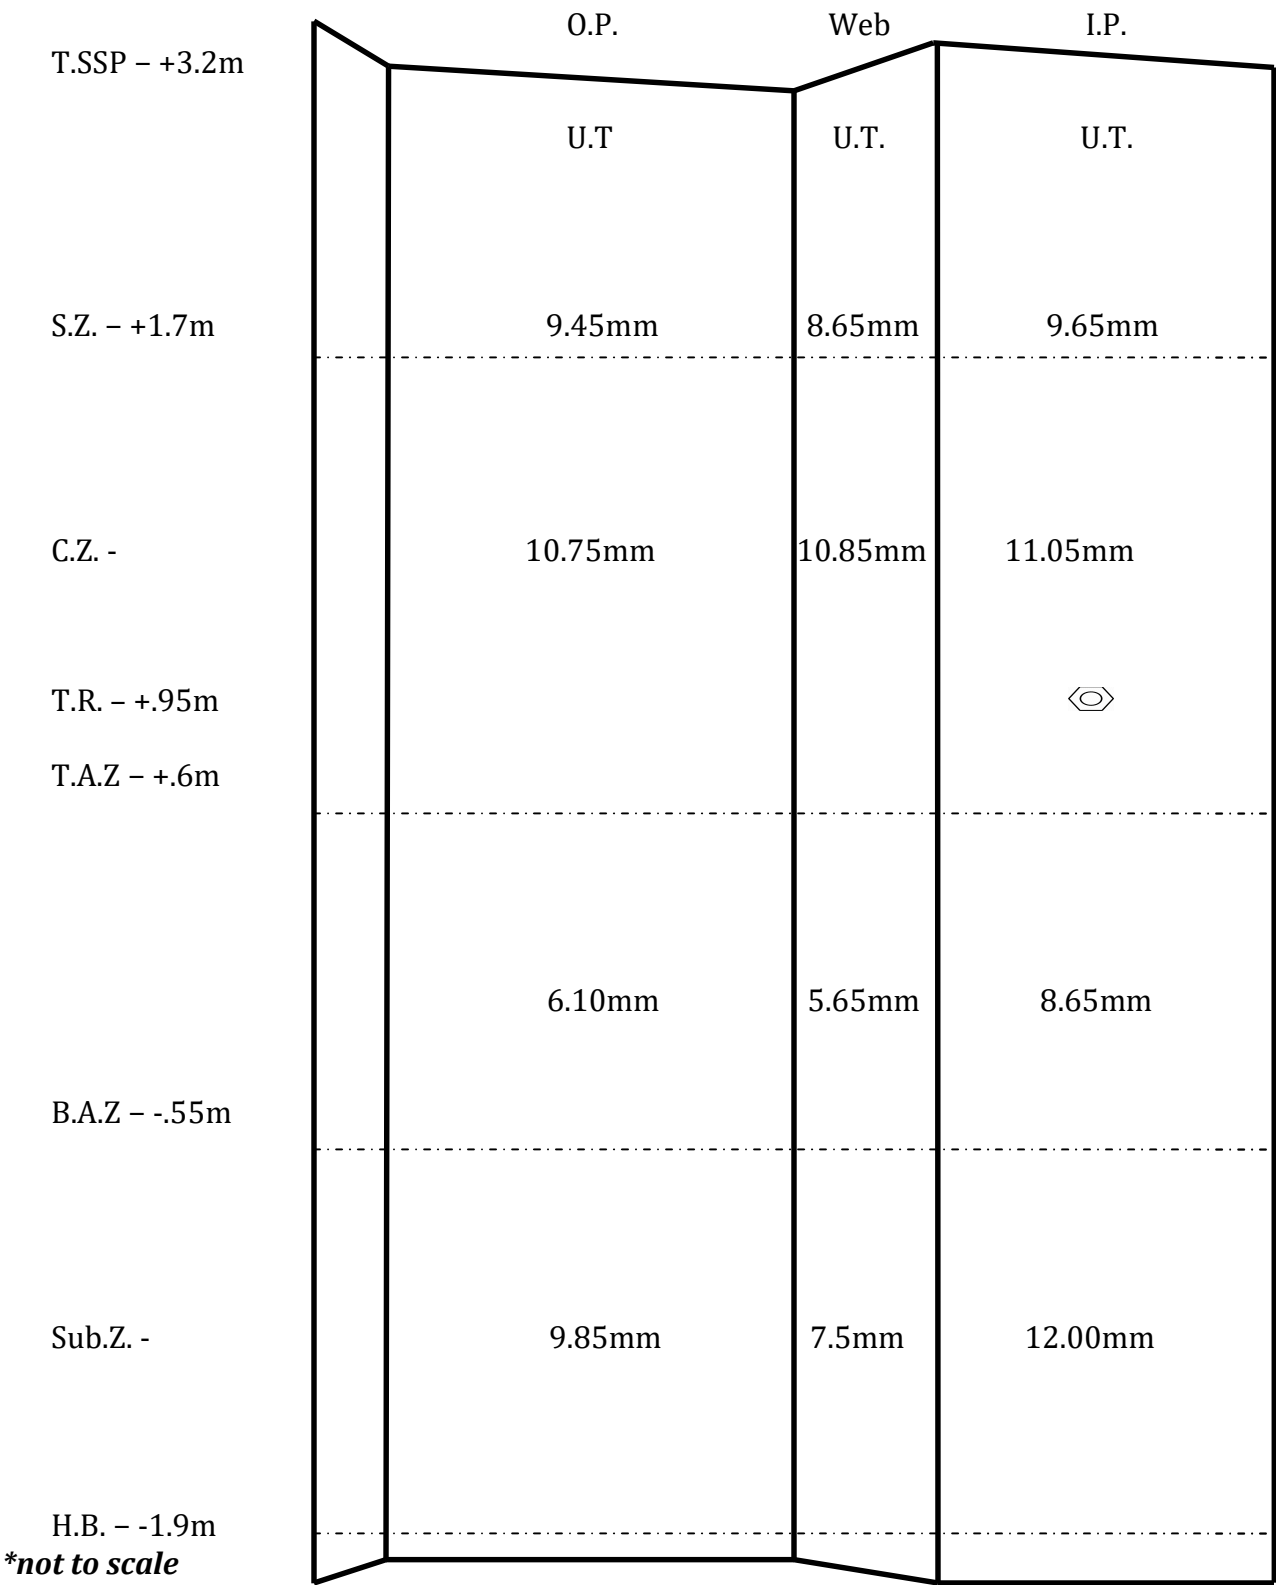 O.P. Web I.P.
T.SSP – +3.2m
U.T U.T. U.T.
S.Z. – +1.7m 9.45mm 8.65mm 9.65mm
C.Z. - 10.75mm 10.85mm 11.05mm
T.R. – +.95m
T.A.Z – +.6m
6.10mm 5.65mm 8.65mm
B.A.Z – -.55m
Sub.Z. - 9.85mm 7.5mm 12.00mm
H.B. – -1.9m
*not to scale